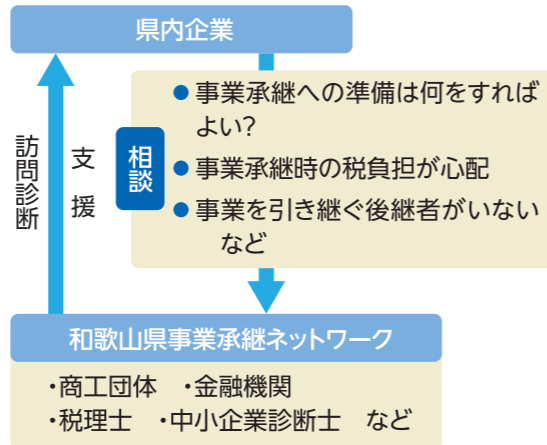 県内企業
訪問診断
支援
相談
●事業承継への準備は何をすれば
よい？
●事業承継時の税負担が心配
●事業を引き継ぐ後継者がいない
など
和歌山県事業承継ネットワーク
・商工団体　・金融機関
・税理士　・中小企業診断士　など